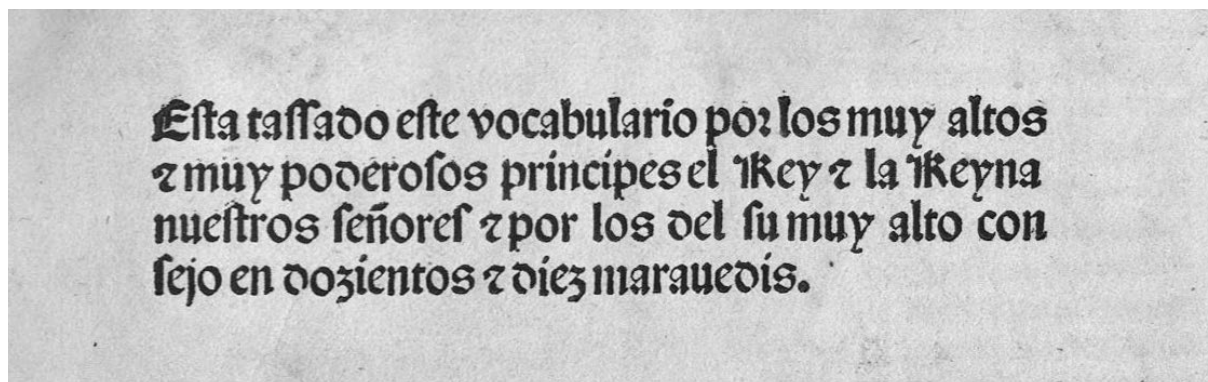 Eſta taſſado eſte vocabulario poꝛ los muy altos
⁊ muy poderoſos principes el Rey ⁊ la Reyna
nueſtros ſeñoreſ ⁊ por los del ſu muy alto con
ſejo en dozientos ⁊ diez marauedis.